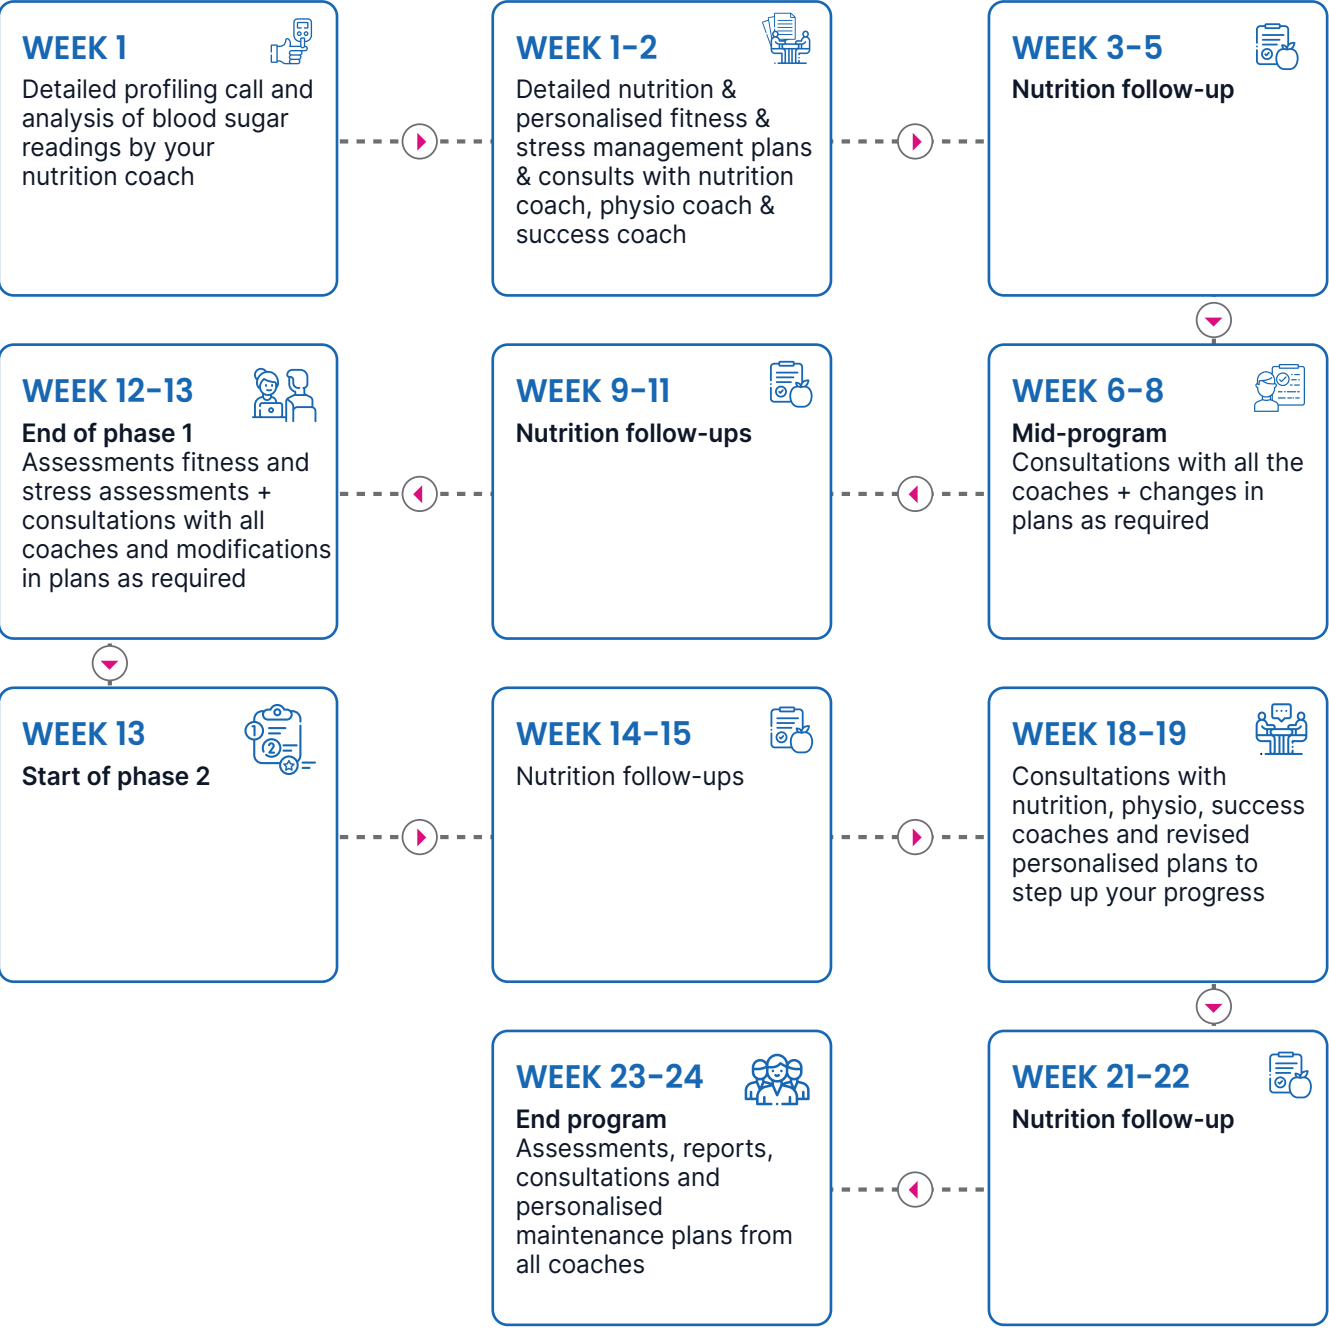 WEEK 1
Detailed profiling call and
analysis of blood sugar
readings by your
nutrition coach
WEEK 1-2
Detailed nutrition &
personalised fitness &
stress management plans
& consults with nutrition
coach, physio coach &
success coach
WEEK 3-5
Nutrition follow-up
WEEK 6-8
Mid-program
Consultations with all the
coaches + changes in
plans as required
WEEK 9-11
Nutrition follow-ups
WEEK 12-13
End of phase 1
Assessments fitness and
stress assessments +
consultations with all
coaches and modifications
in plans as required
WEEK 13
1
2
Start of phase 2
WEEK 14-15
Nutrition follow-ups
WEEK 18-19
Consultations with
nutrition, physio, success
coaches and revised
personalised plans to
step up your progress
WEEK 21-22
Nutrition follow-up
WEEK 23-24
End program
Assessments, reports,
consultations and
personalised
maintenance plans from
all coaches